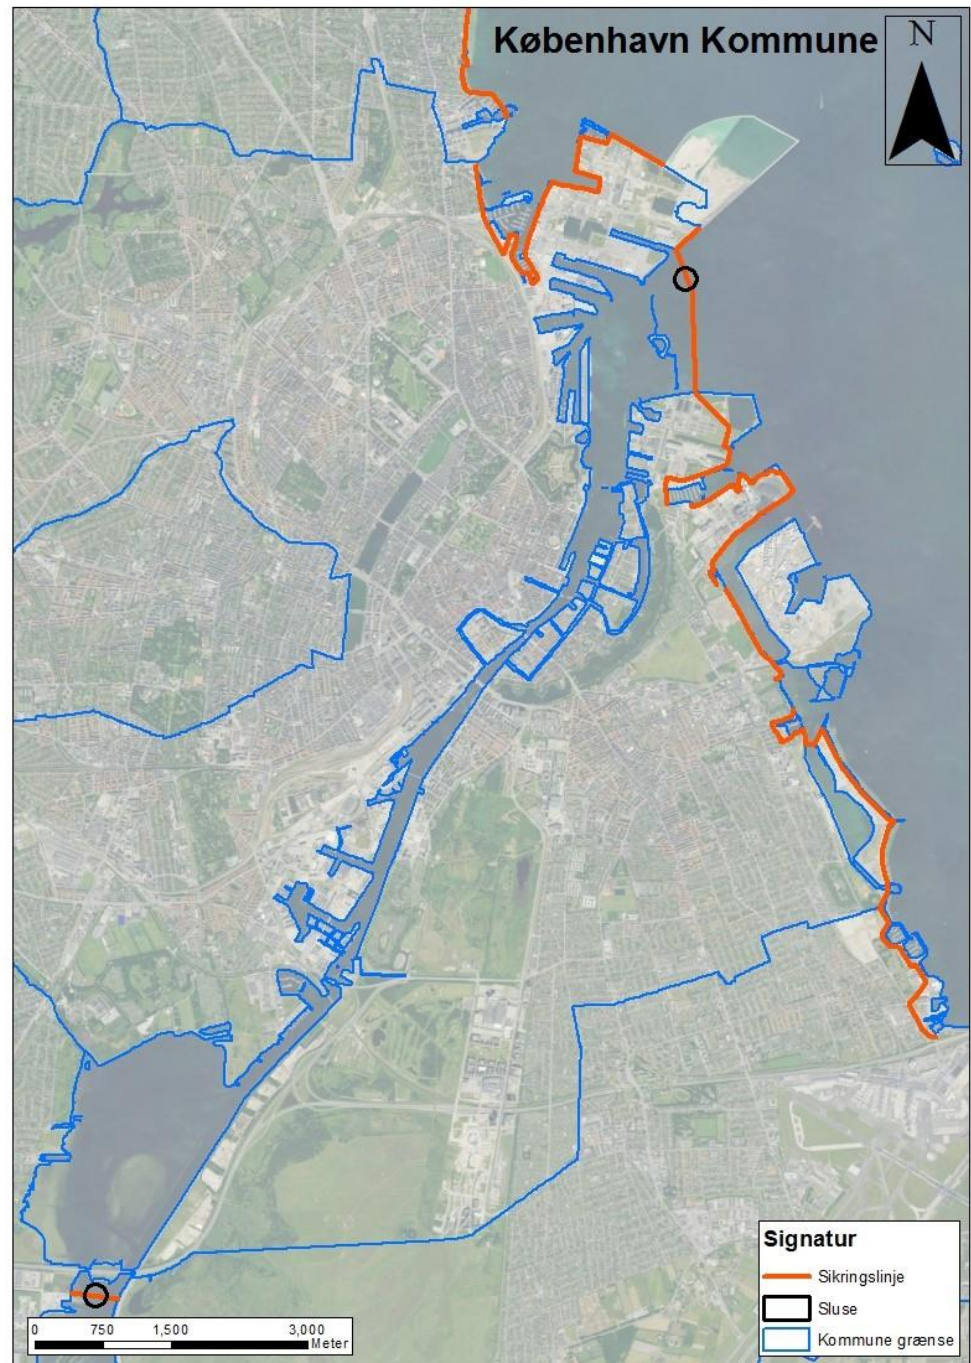 København Kommune
N
Signatur
Sikringslinje
Sluse
Kommune grænse
0 750 1,500 3,000
Meter